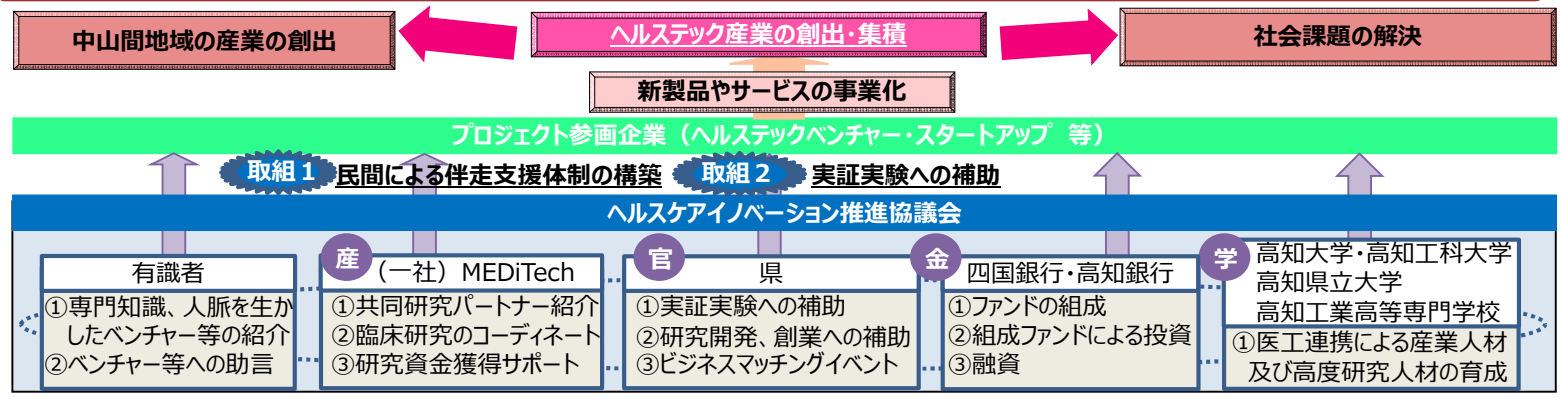 中山間地域の産業の創出
ヘルステック産業の創出・集積
社会課題の解決
新製品やサービスの事業化
プロジェクト参画企業（ヘルステックベンチャー・スタートアップ 等）
取組１ 民間による伴走支援体制の構築
取組２ 実証実験への補助
ヘルスケアイノベーション推進協議会
有識者
①専門知識、人脈を生か
したベンチャー等の紹介
②ベンチャー等への助言
産
（一社）MEDiTech
①共同研究パートナー紹介
②臨床研究のコーディネート
③研究資金獲得サポート
官
県
①実証実験への補助
②研究開発、創業への補助
③ビジネスマッチングイベント
金
四国銀行・高知銀行
①ファンドの組成
②組成ファンドによる投資
③融資
学
高知大学・高知工科大学
高知県立大学
高知工業高等専門学校
①医工連携による産業人材
及び高度研究人材の育成